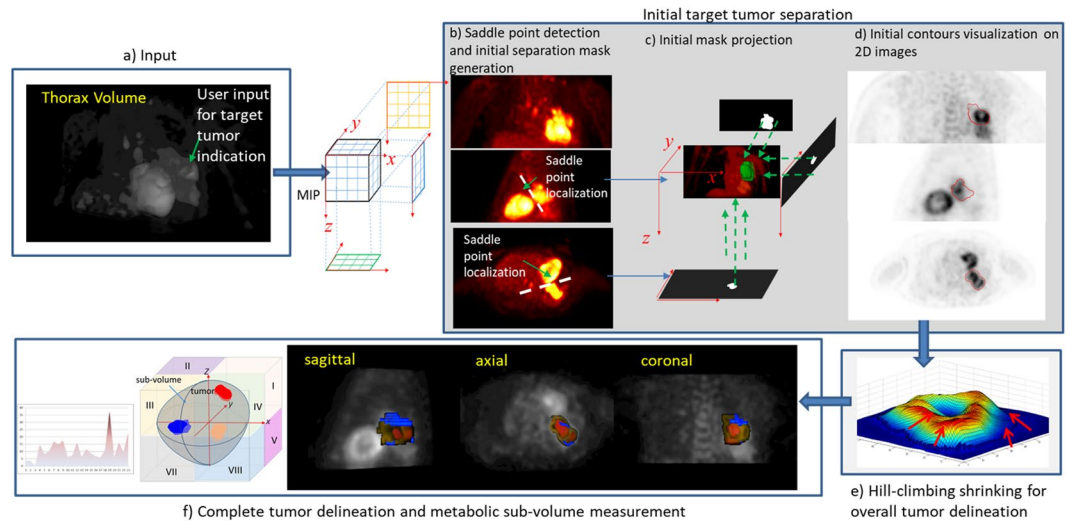 Initial target tumor separation
a) Input
Thorax Volume
User input
for target
tumor
indication
MIP
y
x
z
b) Saddle point detection
and initial separation mask
generation
Saddle
point
localization
Saddle
point
localization
c) Initial mask projection
y
x
z
d) Initial contours visualization on
2D images
e) Hill-climbing shrinking for
overall tumor delineation
sub-volume
tumor
II
I
III
IV
V
VII
VIII
Z
y
x
sagittal
axial
coronal
f) Complete tumor delineation and metabolic sub-volume measurement